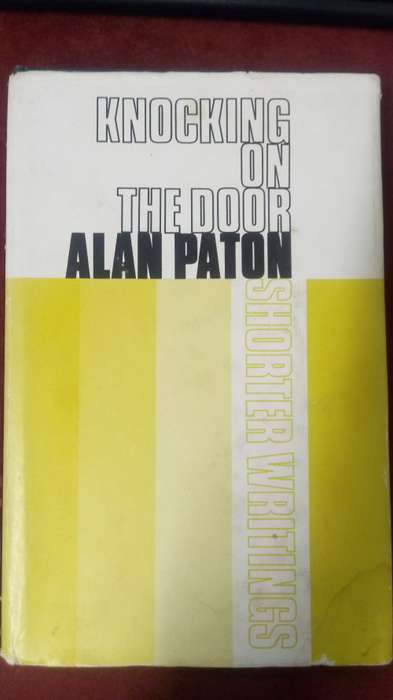 KNOCKING
ON
THE DOOR
ALAN PATON
SHORTER WRITINGS